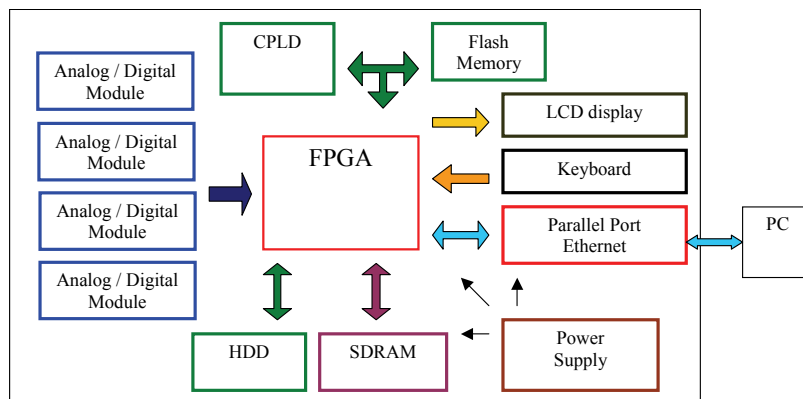 CPLD
Flash
Memory
Analog / Digital
Module
Analog / Digital
Module
Analog / Digital
Module
Analog / Digital
Module
FPGA
LCD display
Keyboard
Parallel Port
Ethernet
PC
HDD
SDRAM
Power
Supply